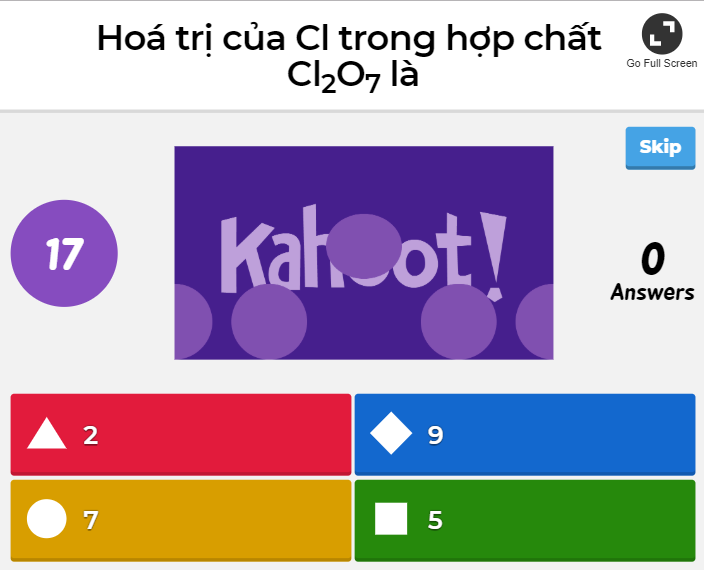 Hoá trị của Cl trong hợp chất
Cl₂O₇ là
Go Full Screen
Skip
17
Kahoot!
0
Answers
2
9
7
5